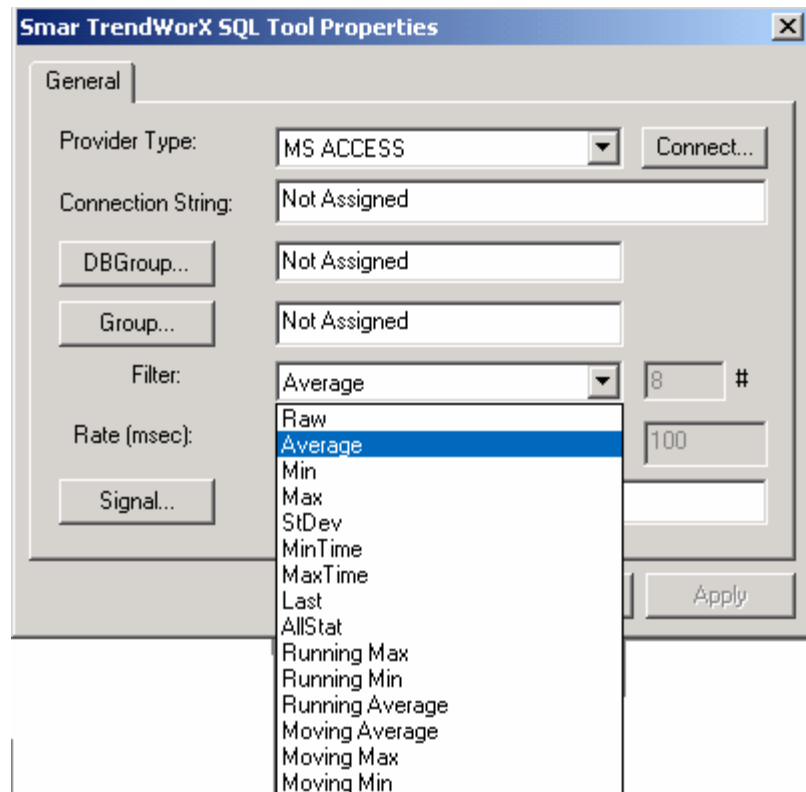 Smar TrendWorX SQL Tool Properties
General
Provider Type: MS ACCESS Connect...
Connection String: Not Assigned
DBGroup... Not Assigned
Group... Not Assigned
Filter: Average 8 #
Raw
Rate (msec): Average 100
Min
Max
Signal...
StDev
MinTime
MaxTime
Last
Apply
AllStat
Running Max
Running Min
Running Average
Moving Average
Moving Max
Moving Min